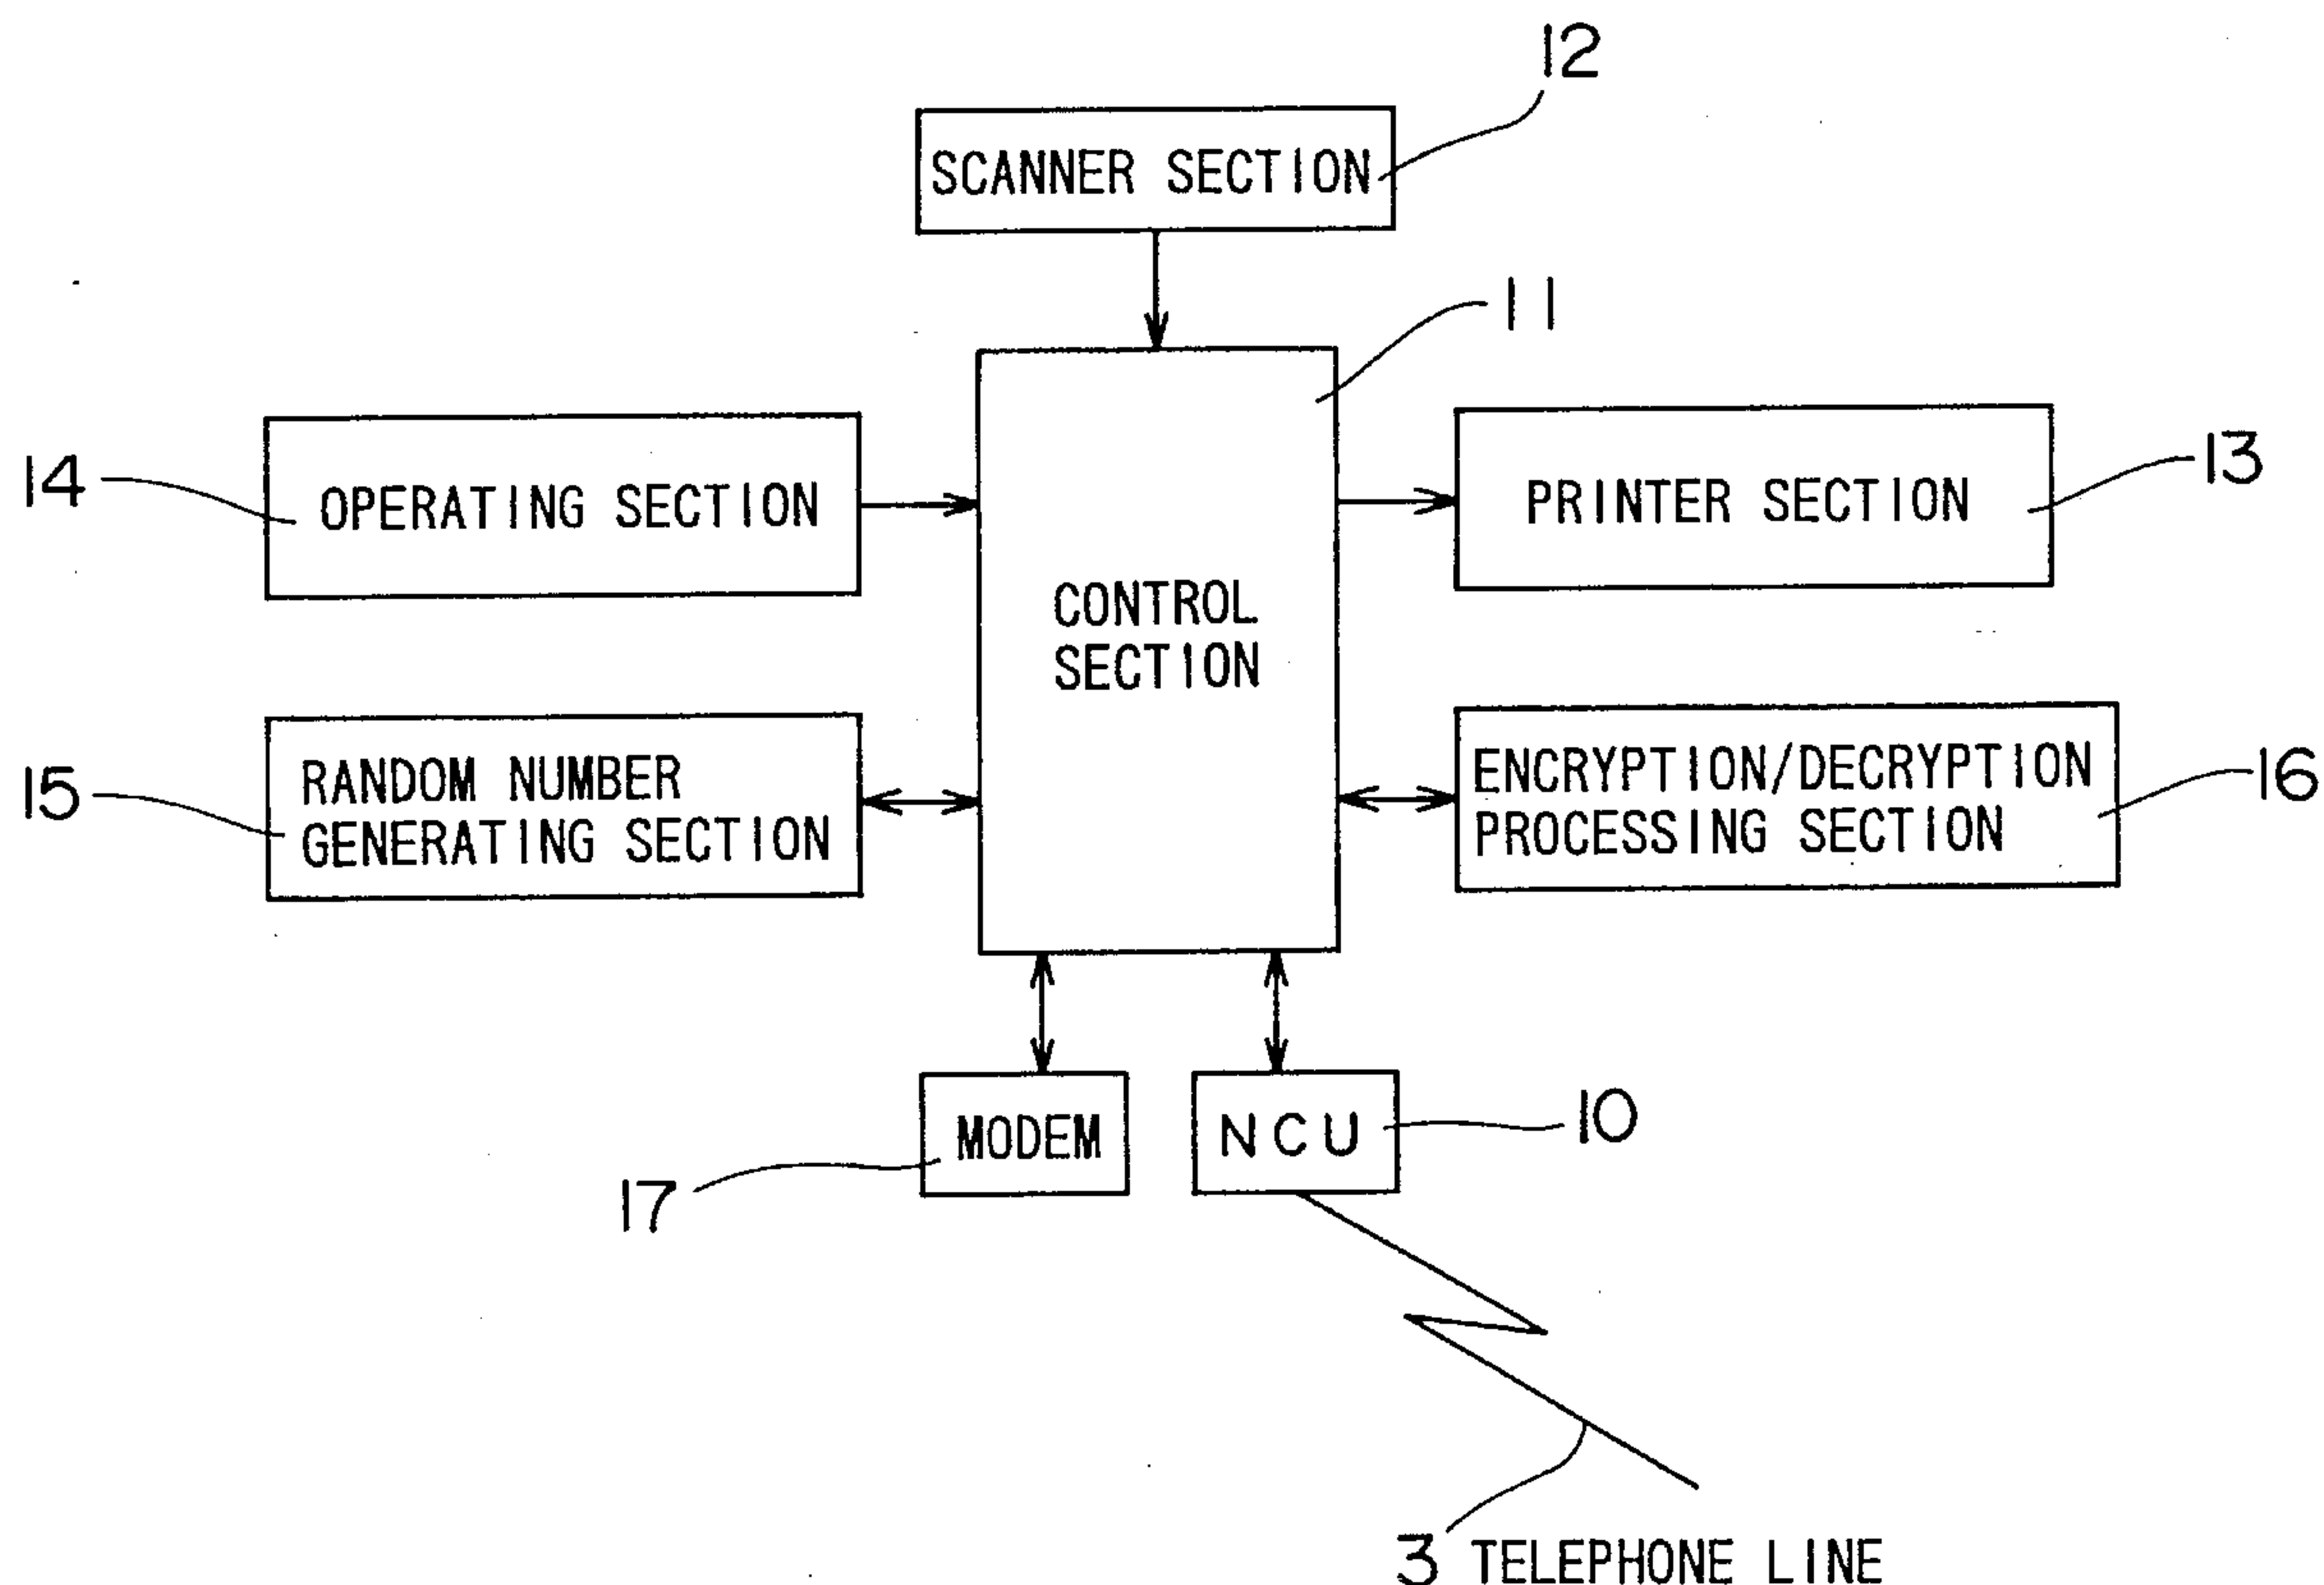 12
SCANNER SECTION
11
14
OPERATING SECTION
PRINTER SECTION
13
CONTROL
SECTION
15
RANDOM NUMBER
GENERATING SECTION
ENCRYPTION/DECRYPTION
PROCESSING SECTION
16
MODEM
NCU
10
17
3 TELEPHONE LINE